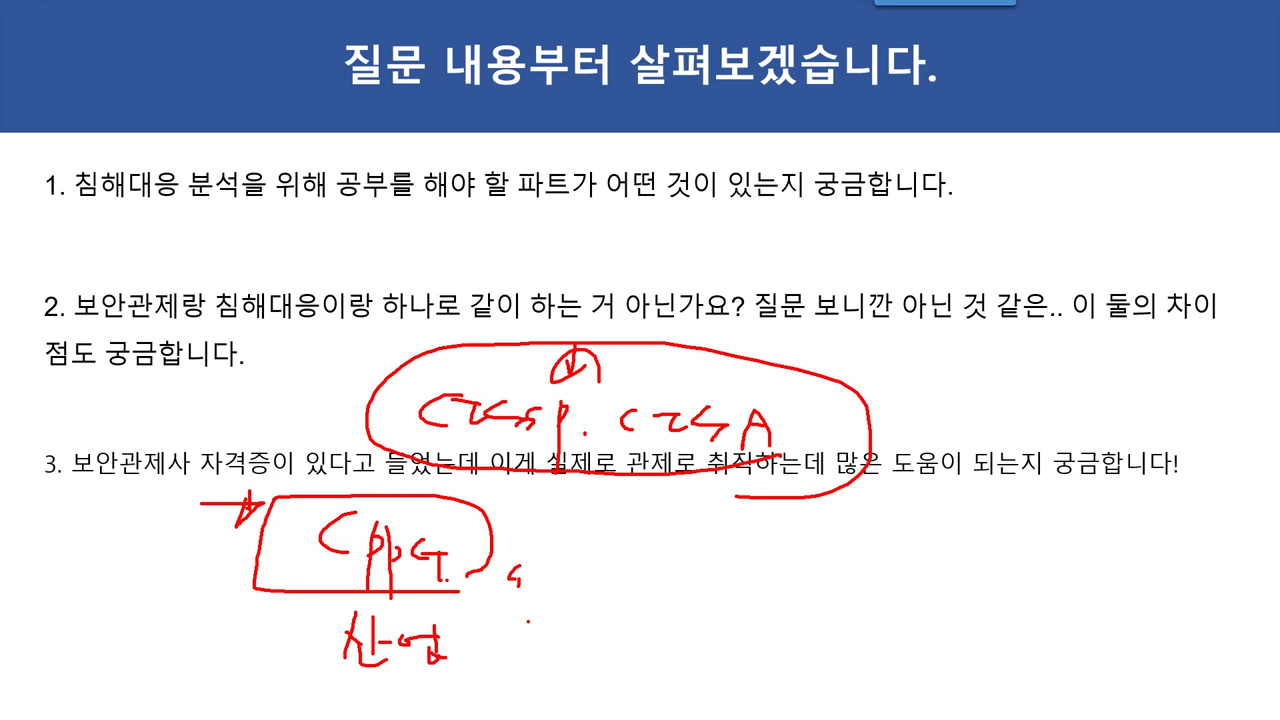 질문 내용부터 살펴보겠습니다.
1. 침해대응 분석을 위해 공부를 해야 할 파트가 어떤 것이 있는지 궁금합니다.
2. 보안관제랑 침해대응이랑 하나로 같이 하는 거 아닌가요? 질문 보니깐 아닌 것 같은.. 이 둘의 차이
점도 궁금합니다.
3. 보안관제사 자격증이 있다고 들었는데 이게 실제로 관제로 취직하는데 많은 도움이 되는지 궁금합니다!
산업